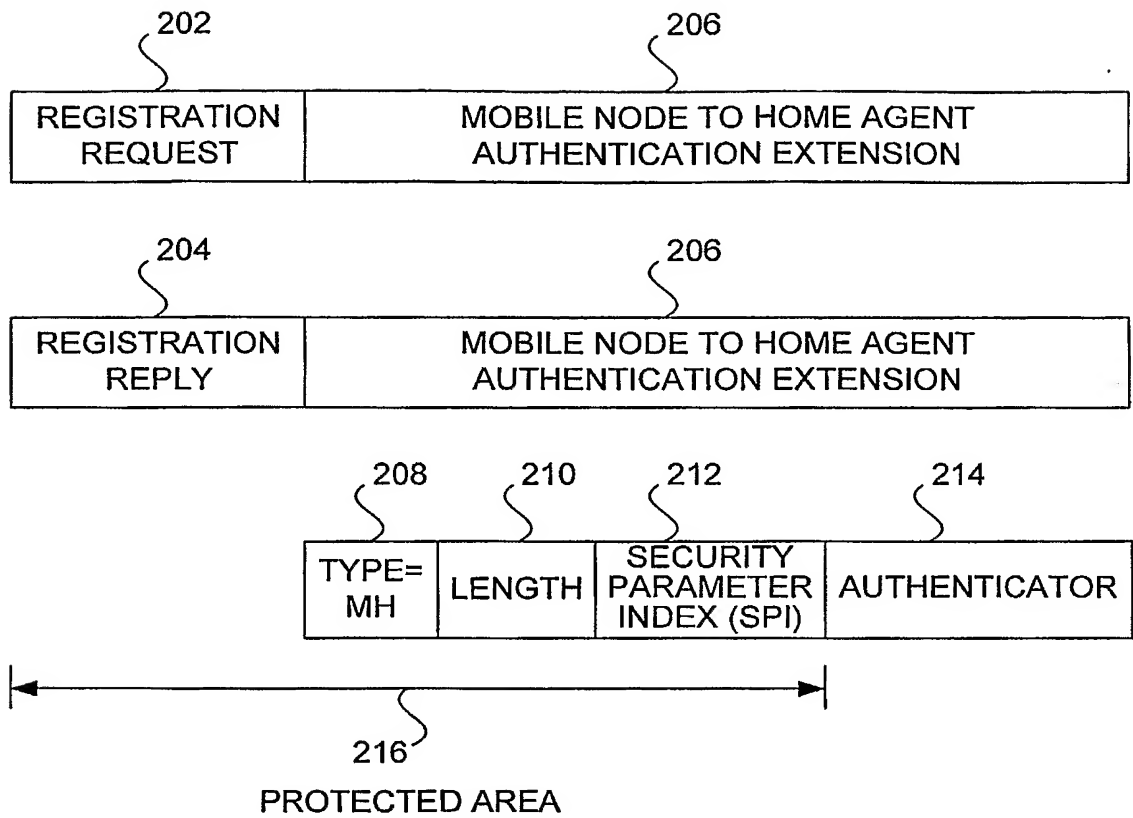 202
206
REGISTRATION
REQUEST
MOBILE NODE TO HOME AGENT
AUTHENTICATION EXTENSION
204
206
REGISTRATION
REPLY
MOBILE NODE TO HOME AGENT
AUTHENTICATION EXTENSION
208
210
212
214
TYPE=
MH
LENGTH
SECURITY
PARAMETER
INDEX (SPI)
AUTHENTICATOR
216
PROTECTED AREA